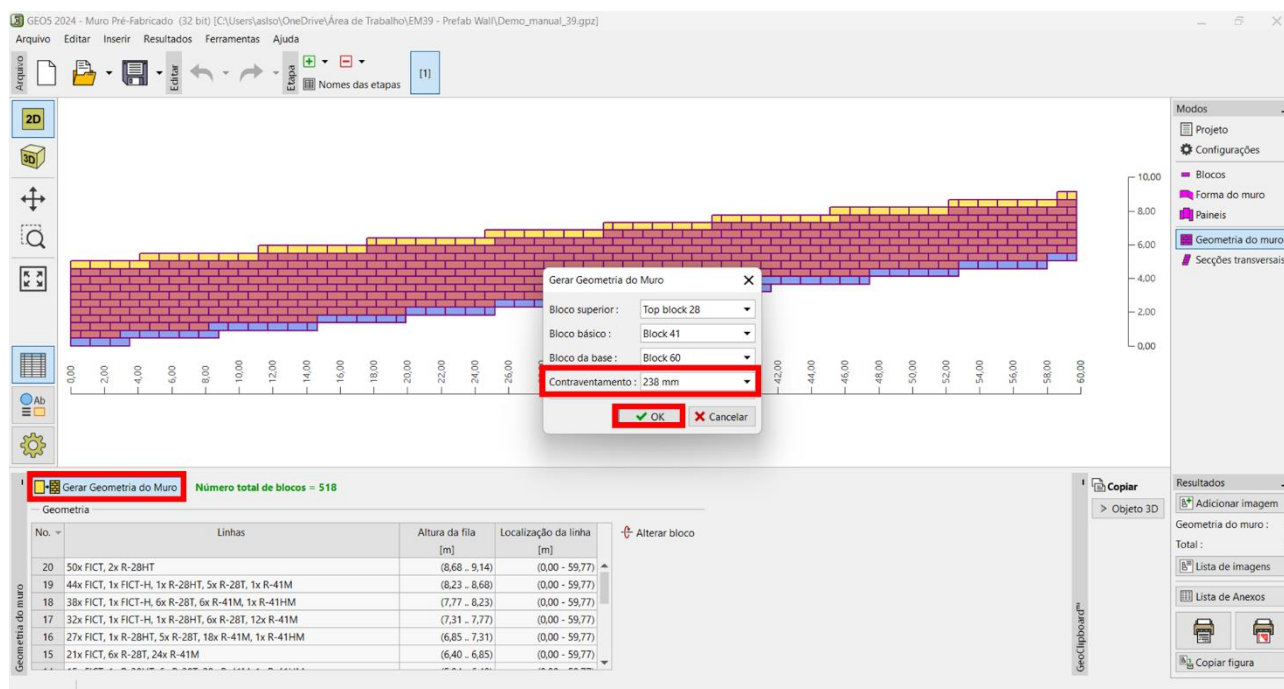 GEO5 2024 - Muro Pré-Fabricado (32 bit) [C:\Users\aslso\OneDrive\Área de Trabalho\EM39 - Prefab Wall\Demo_manual_39.gpz]
Arquivo Editar Inserir Resultados Ferramentas Ajuda
Arquivo
Editar
Etapa
Nomes das etapas
[1]
2D
3D
Ab
10,00
8,00
6,00
4,00
2,00
0,00
0,00 2,00 4,00 6,00 8,00 10,00 12,00 14,00 16,00 18,00 20,00 22,00 24,00 26,00 42,00 44,00 46,00 48,00 50,00 52,00 54,00 56,00 58,00 60,00
Gerar Geometria do Muro
Bloco superior : Top block 28
Bloco básico : Block 41
Bloco da base : Block 60
Contraventamento : 238 mm
OK Cancelar
Modos
Projeto
Configurações
Blocos
Forma do muro
Paineis
Geometria do muro
Secções transversais
Gerar Geometria do Muro Número total de blocos = 518
Geometria
No. Linhas Altura da fila Localização da linha
[m] [m]
20 50x FICT, 2x R-28HT (8,68 .. 9,14) (0,00 - 59,77)
19 44x FICT, 1x FICT-H, 1x R-28HT, 5x R-28T, 1x R-41M (8,23 .. 8,68) (0,00 - 59,77)
18 38x FICT, 1x FICT-H, 6x R-28T, 6x R-41M, 1x R-41HM (7,77 .. 8,23) (0,00 - 59,77)
17 32x FICT, 1x FICT-H, 1x R-28HT, 6x R-28T, 12x R-41M (7,31 .. 7,77) (0,00 - 59,77)
16 27x FICT, 1x R-28HT, 5x R-28T, 18x R-41M, 1x R-41HM (6,85 .. 7,31) (0,00 - 59,77)
15 21x FICT, 6x R-28T, 24x R-41M (6,40 .. 6,85) (0,00 - 59,77)
Alterar bloco
Geometria do muro
GeoClipboard™
Copiar
> Objeto 3D
Resultados
Adicionar imagem
Geometria do muro :
Total :
Lista de imagens
Lista de Anexos
Copiar figura